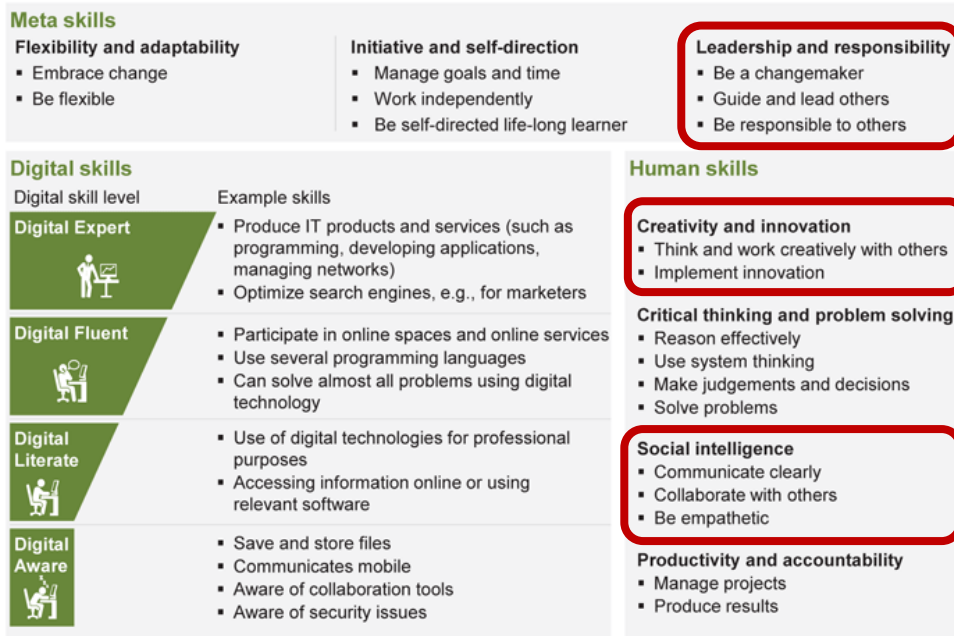 Meta skills
Flexibility and adaptability
▪ Embrace change
▪ Be flexible
Initiative and self-direction
▪ Manage goals and time
▪ Work independently
▪ Be self-directed life-long learner
Leadership and responsibility
▪ Be a changemaker
▪ Guide and lead others
▪ Be responsible to others
Digital skills
Digital skill level
Example skills
Digital Expert
▪ Produce IT products and services (such as
programming, developing applications,
managing networks)
▪ Optimize search engines, e.g., for marketers
Digital Fluent
▪ Participate in online spaces and online services
▪ Use several programming languages
▪ Can solve almost all problems using digital
technology
Digital
Literate
▪ Use of digital technologies for professional
purposes
▪ Accessing information online or using
relevant software
Digital
Aware
▪ Save and store files
▪ Communicates mobile
▪ Aware of collaboration tools
▪ Aware of security issues
Human skills
Creativity and innovation
▪ Think and work creatively with others
▪ Implement innovation
Critical thinking and problem solving
▪ Reason effectively
▪ Use system thinking
▪ Make judgements and decisions
▪ Solve problems
Social intelligence
▪ Communicate clearly
▪ Collaborate with others
▪ Be empathetic
Productivity and accountability
▪ Manage projects
▪ Produce results